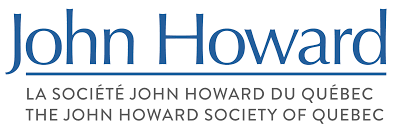 John Howard
LA SOCIÉTÉ JOHN HOWARD DU QUÉBEC
THE JOHN HOWARD SOCIETY OF QUEBEC